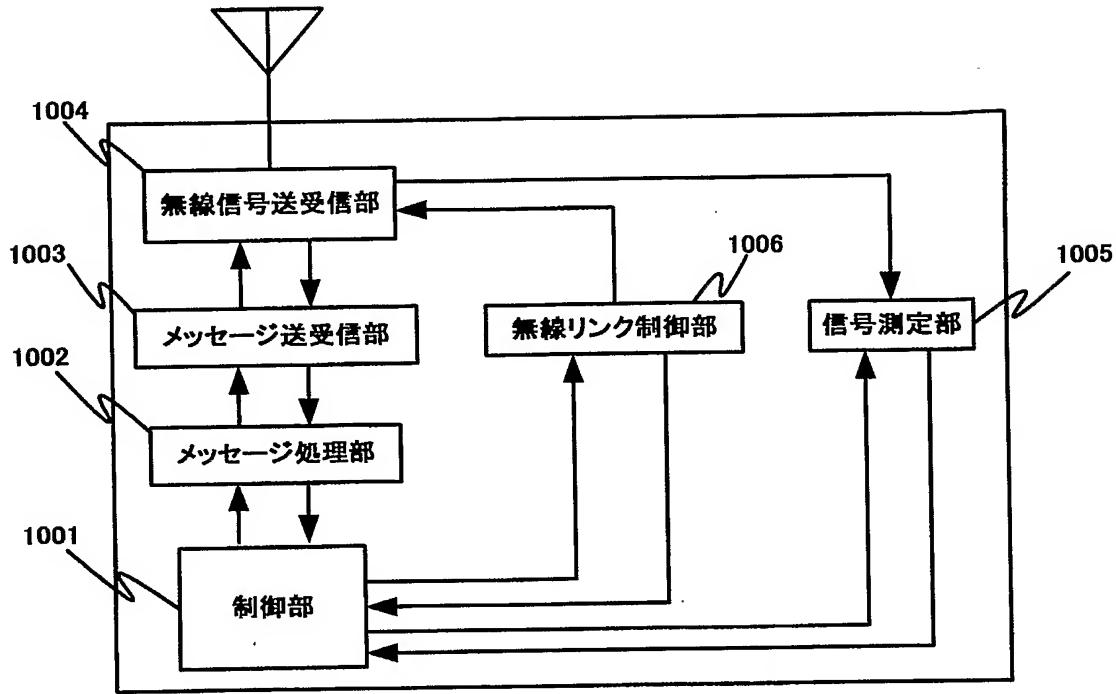 1004
無線信号送受信部
1003
1006
1005
メッセージ送受信部
無線リンク制御部
信号測定部
1002
メッセージ処理部
1001
制御部